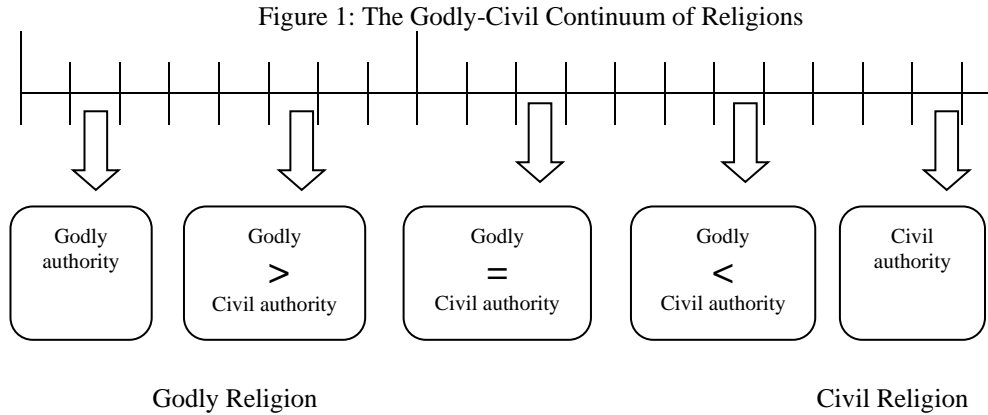 Figure 1: The Godly-Civil Continuum of Religions
Godly
authority
Godly
>
Civil authority
Godly
=
Civil authority
Godly
<
Civil authority
Civil
authority
Godly Religion
Civil Religion